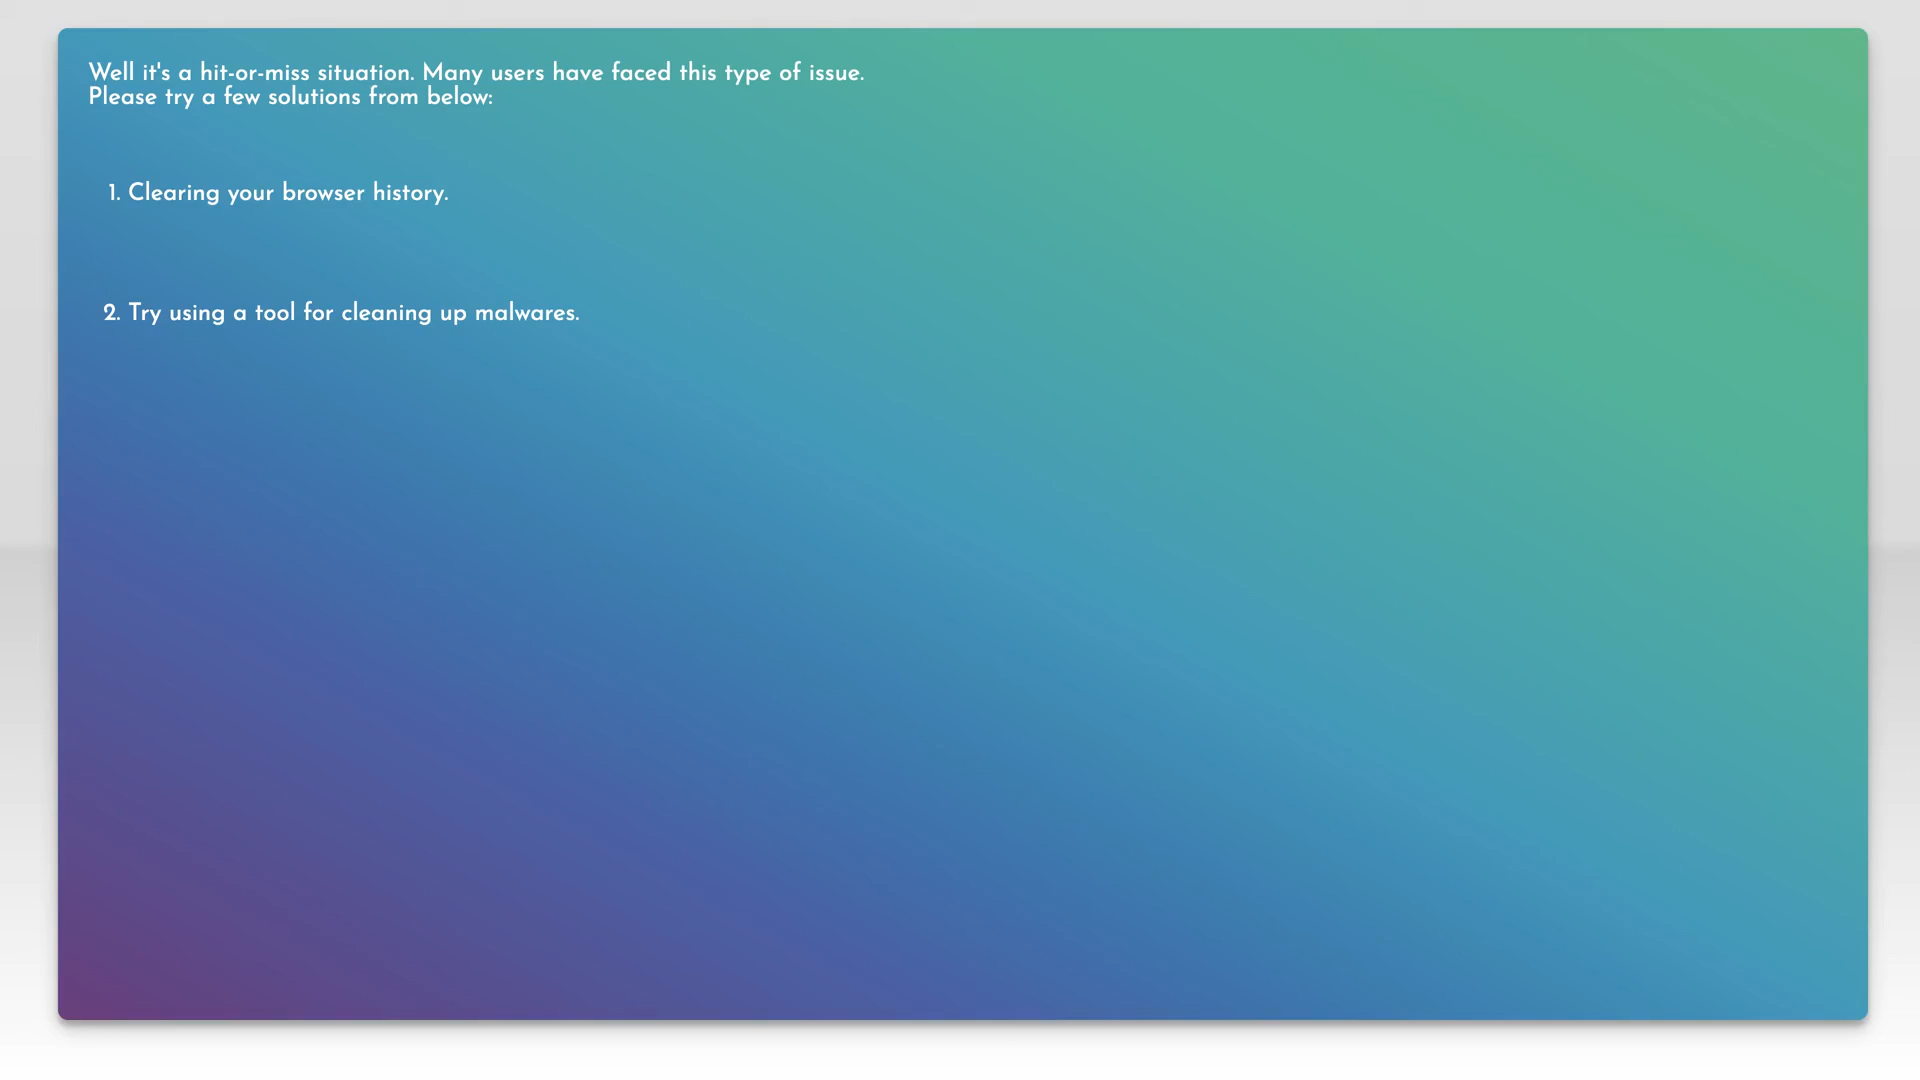 Well it's a hit-or-miss situation. Many users have faced this type of issue.
Please try a few solutions from below:
1. Clearing your browser history.
2. Try using a tool for cleaning up malwares.